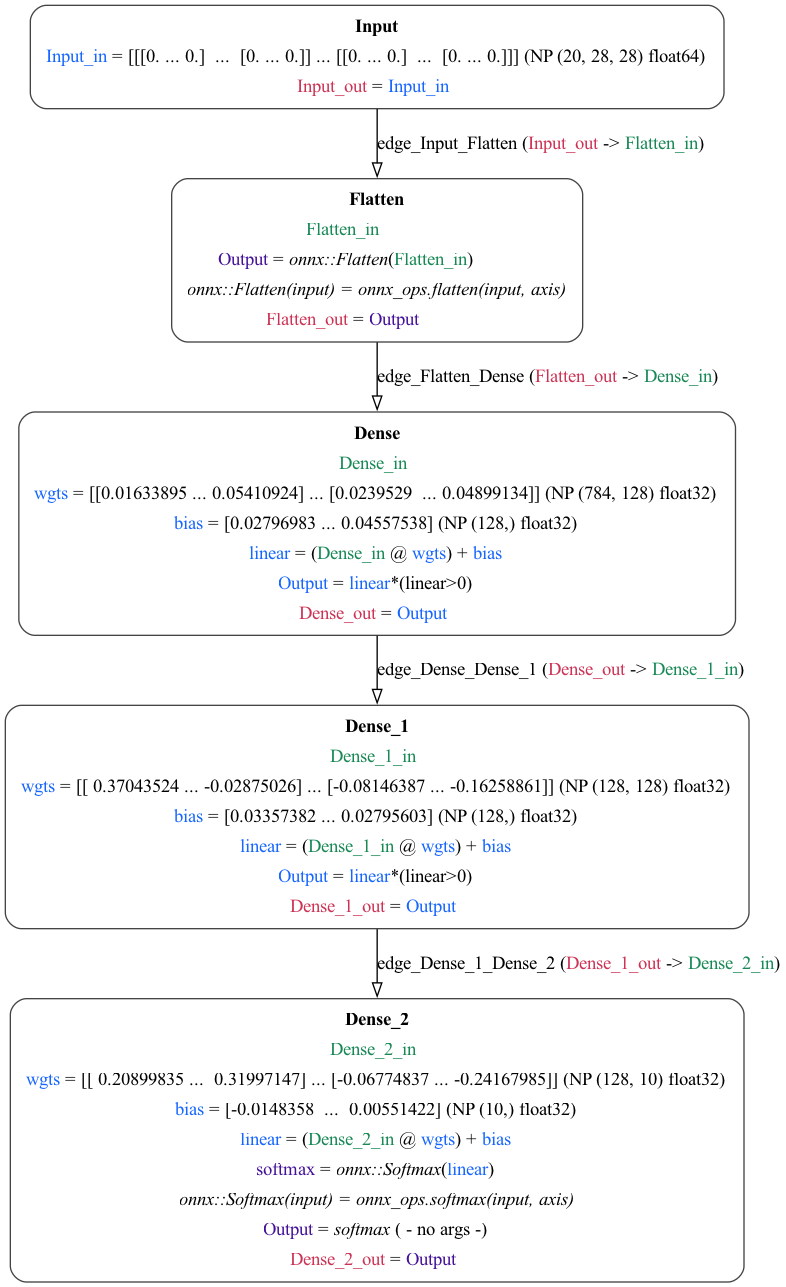 Input
Input_in = [[[0. ... 0.]  ...  [0. ... 0.]] ... [[0. ... 0.]  ...  [0. ... 0.]]] (NP (20, 28, 28) float64)
Input_out = Input_in
edge_Input_Flatten (Input_out -> Flatten_in)
Flatten
Flatten_in
Output = onnx::Flatten(Flatten_in)
onnx::Flatten(input) = onnx_ops.flatten(input, axis)
Flatten_out = Output
edge_Flatten_Dense (Flatten_out -> Dense_in)
Dense
Dense_in
wgts = [[0.01633895 ... 0.05410924] ... [0.0239529  ... 0.04899134]] (NP (784, 128) float32)
bias = [0.02796983 ... 0.04557538] (NP (128,) float32)
linear = (Dense_in @ wgts) + bias
Output = linear*(linear>0)
Dense_out = Output
edge_Dense_Dense_1 (Dense_out -> Dense_1_in)
Dense_1
Dense_1_in
wgts = [[ 0.37043524 ... -0.02875026] ... [-0.08146387 ... -0.16258861]] (NP (128, 128) float32)
bias = [0.03357382 ... 0.02795603] (NP (128,) float32)
linear = (Dense_1_in @ wgts) + bias
Output = linear*(linear>0)
Dense_1_out = Output
edge_Dense_1_Dense_2 (Dense_1_out -> Dense_2_in)
Dense_2
Dense_2_in
wgts = [[ 0.20899835 ...  0.31997147] ... [-0.06774837 ... -0.24167985]] (NP (128, 10) float32)
bias = [-0.0148358  ...  0.00551422] (NP (10,) float32)
linear = (Dense_2_in @ wgts) + bias
softmax = onnx::Softmax(linear)
onnx::Softmax(input) = onnx_ops.softmax(input, axis)
Output = softmax ( - no args -)
Dense_2_out = Output